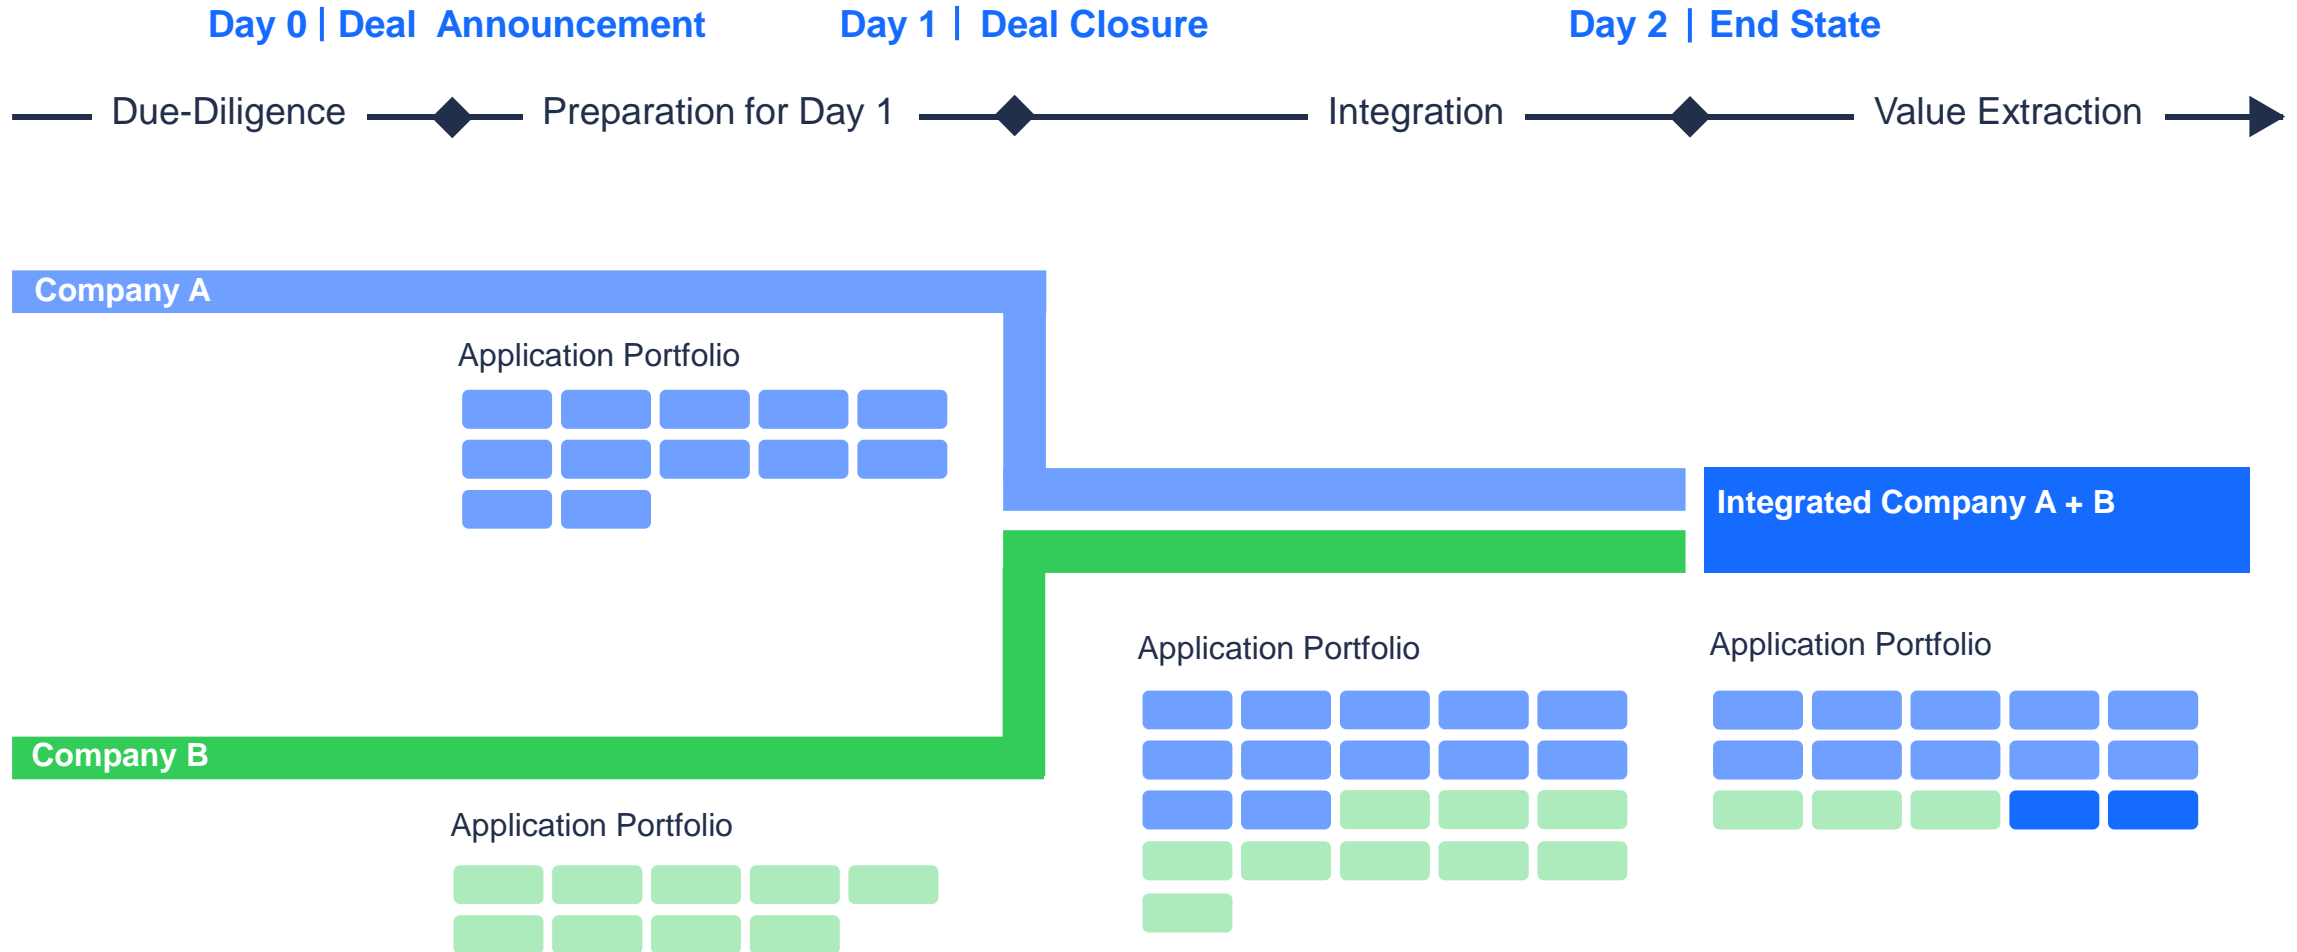 Day 0 | Deal Announcement
Day 1 | Deal Closure
Day 2 | End State
Due-Diligence
Preparation for Day 1
Integration
Value Extraction
Company A
Application Portfolio
Integrated Company A + B
Application Portfolio
Application Portfolio
Company B
Application Portfolio